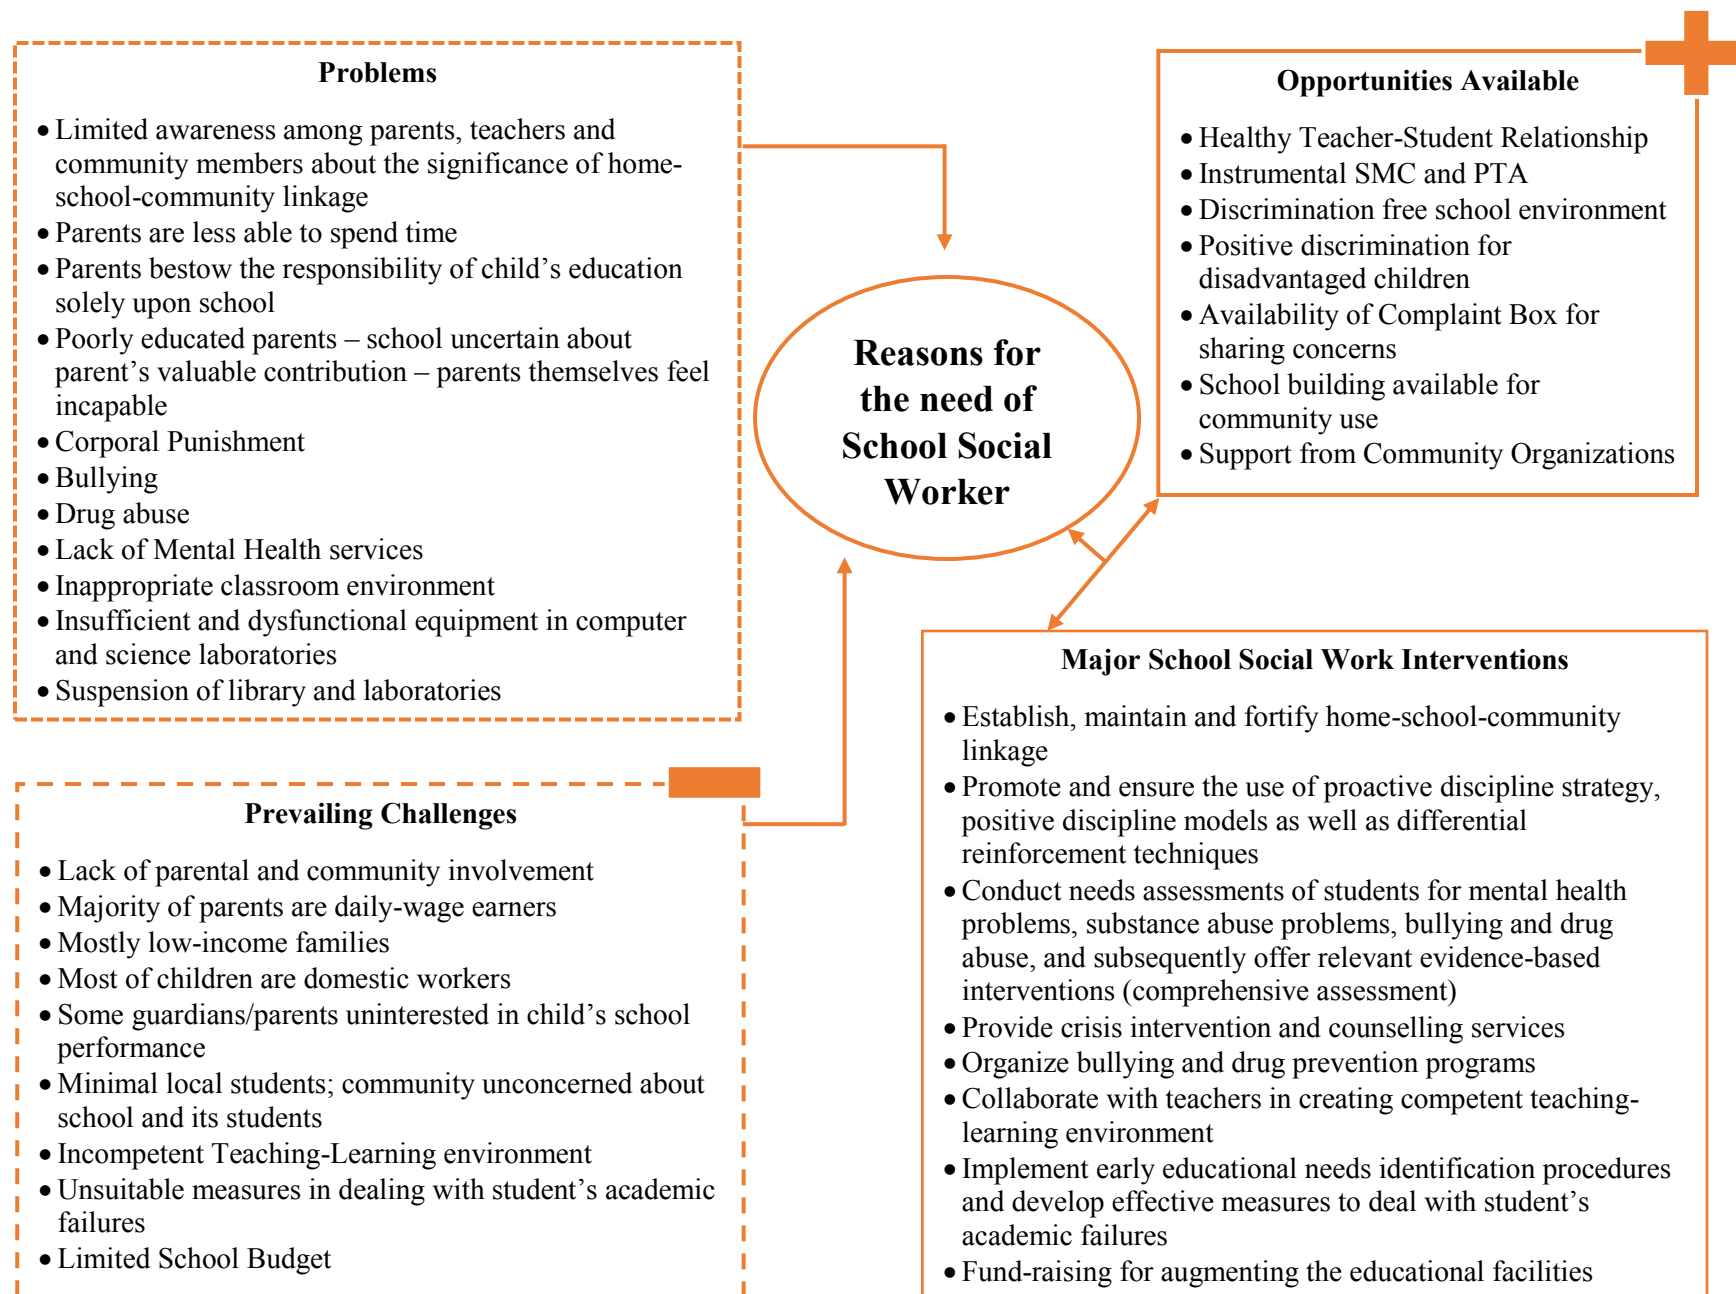 Problems
• Limited awareness among parents, teachers and
community members about the significance of home-
school-community linkage
• Parents are less able to spend time
• Parents bestow the responsibility of child’s education
solely upon school
• Poorly educated parents – school uncertain about
parent’s valuable contribution – parents themselves feel
incapable
• Corporal Punishment
• Bullying
• Drug abuse
• Lack of Mental Health services
• Inappropriate classroom environment
• Insufficient and dysfunctional equipment in computer
and science laboratories
• Suspension of library and laboratories
Prevailing Challenges
• Lack of parental and community involvement
• Majority of parents are daily-wage earners
• Mostly low-income families
• Most of children are domestic workers
• Some guardians/parents uninterested in child’s school
performance
• Minimal local students; community unconcerned about
school and its students
• Incompetent Teaching-Learning environment
• Unsuitable measures in dealing with student’s academic
failures
• Limited School Budget
Reasons for
the need of
School Social
Worker
Opportunities Available
• Healthy Teacher-Student Relationship
• Instrumental SMC and PTA
• Discrimination free school environment
• Positive discrimination for
disadvantaged children
• Availability of Complaint Box for
sharing concerns
• School building available for
community use
• Support from Community Organizations
Major School Social Work Interventions
• Establish, maintain and fortify home-school-community
linkage
• Promote and ensure the use of proactive discipline strategy,
positive discipline models as well as differential
reinforcement techniques
• Conduct needs assessments of students for mental health
problems, substance abuse problems, bullying and drug
abuse, and subsequently offer relevant evidence-based
interventions (comprehensive assessment)
• Provide crisis intervention and counselling services
• Organize bullying and drug prevention programs
• Collaborate with teachers in creating competent teaching-
learning environment
• Implement early educational needs identification procedures
and develop effective measures to deal with student’s
academic failures
• Fund-raising for augmenting the educational facilities